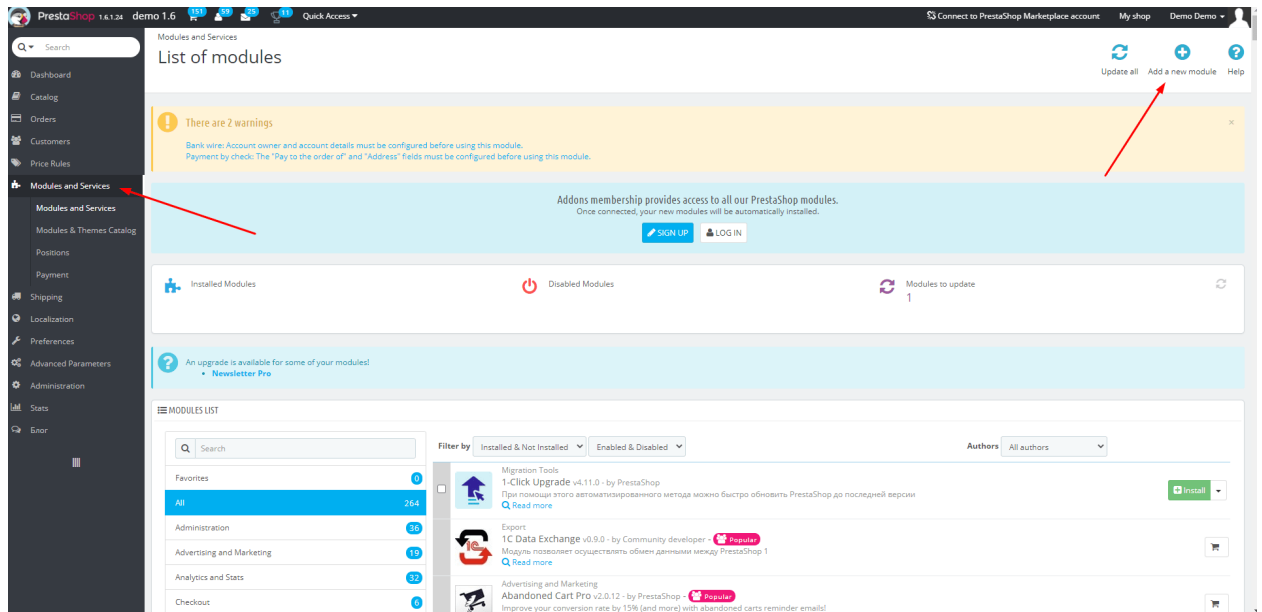 PrestaShop 1.6.1.24 demo 1.6 151 59 25 11 Quick Access Connect to PrestaShop Marketplace account My shop Demo Demo
Search
Dashboard
Catalog
Orders
Customers
Price Rules
Modules and Services
Modules and Services
Modules & Themes Catalog
Positions
Payment
Shipping
Localization
Preferences
Advanced Parameters
Administration
Stats
Блог
Modules and Services
List of modules
Update all Add a new module Help
There are 2 warnings
×
Bank wire: Account owner and account details must be configured before using this module.
Payment by check: The "Pay to the order of" and "Address" fields must be configured before using this module.
Addons membership provides access to all our PrestaShop modules.
Once connected, your new modules will be automatically installed.
SIGN UP LOG IN
Installed Modules
Disabled Modules
Modules to update
1
An upgrade is available for some of your modules!
• Newsletter Pro
MODULES LIST
Search
Favorites 0
All 264
Administration 36
Advertising and Marketing 19
Analytics and Stats 32
Checkout 6
Filter by Installed & Not Installed Enabled & Disabled Authors All authors
Migration Tools
1-Click Upgrade v4.11.0 - by PrestaShop
При помощи этого автоматизированного метода можно быстро обновить PrestaShop до последней версии
Read more
Install
Export
1C Data Exchange v0.9.0 - by Community developer - Popular
Модуль позволяет осуществлять обмен данными между PrestaShop 1
Read more
1C
Advertising and Marketing
Abandoned Cart Pro v2.0.12 - by PrestaShop - Popular
Improve your conversion rate by 15% (and more) with abandoned carts reminder emails!